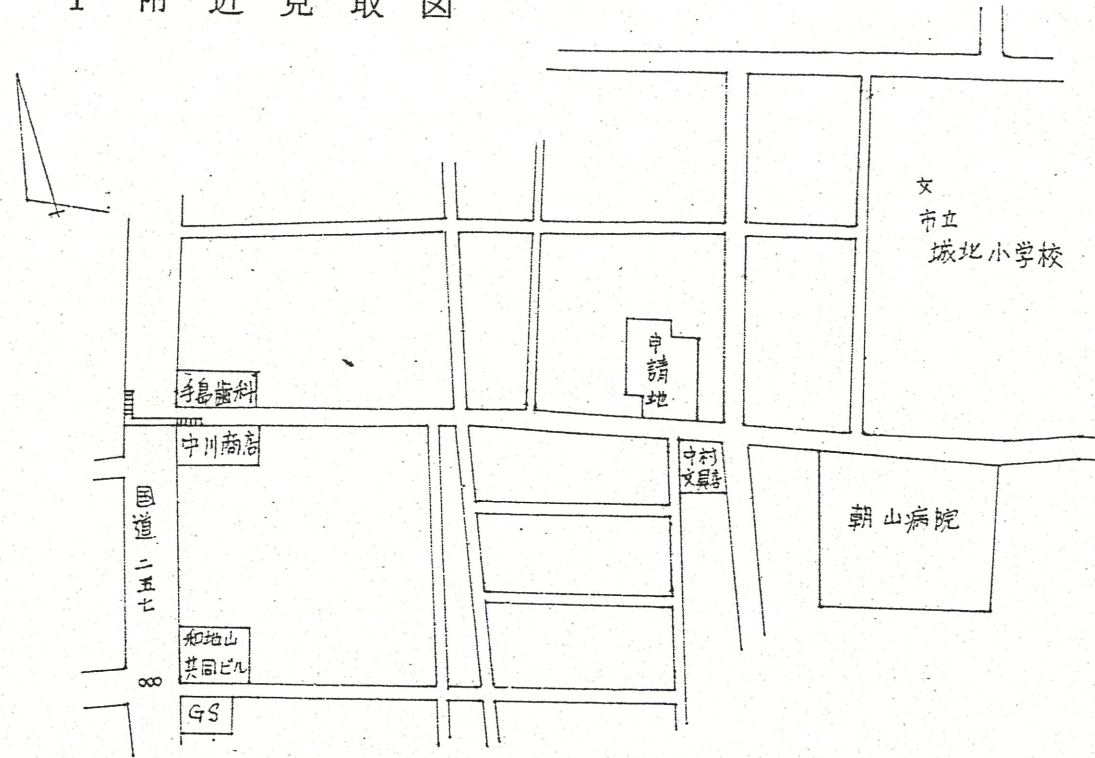 1 附近見取図
文
市立
城北小学校
申請地
手島歯科
中川商店
中村
文具店
国道二五七
朝山病院
和地山
共同ビル
GS